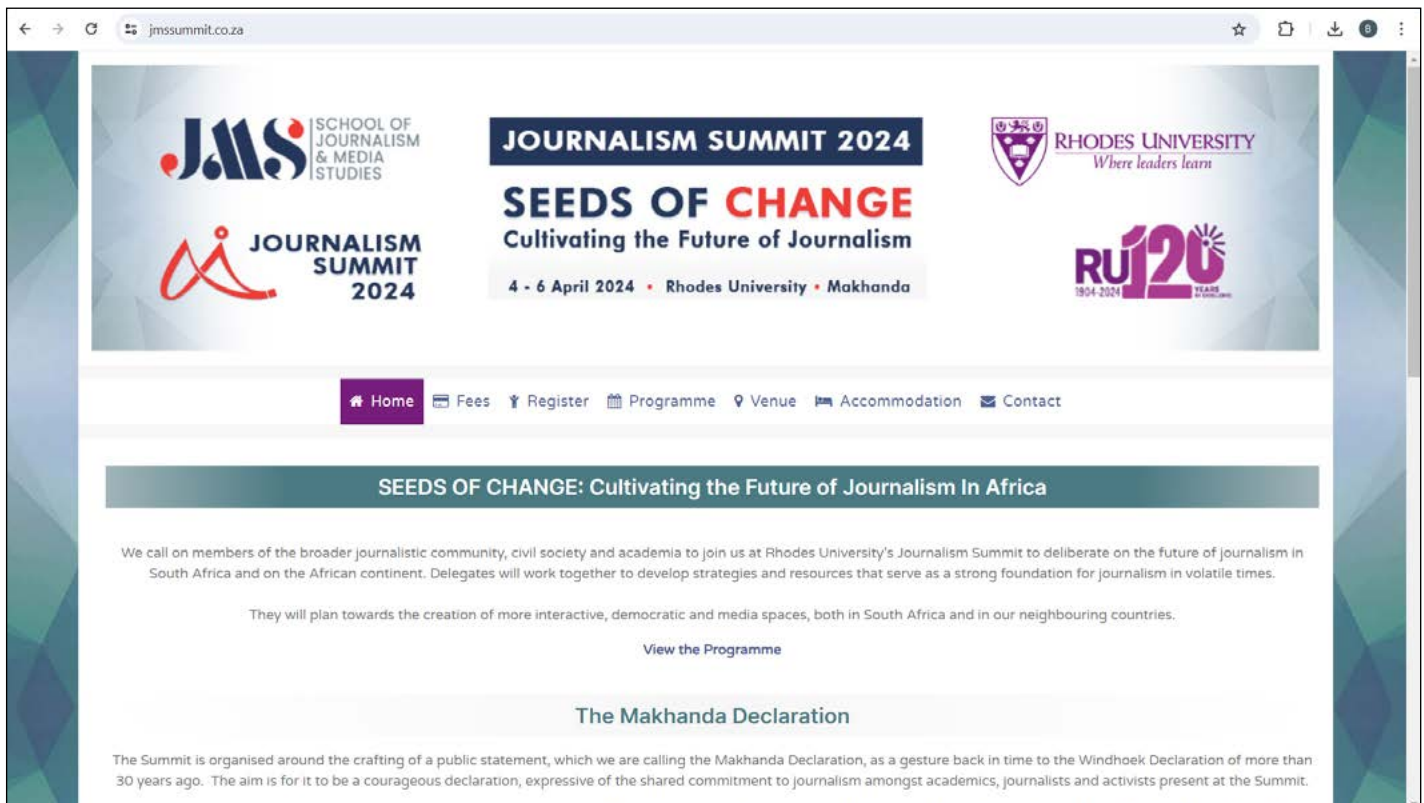 jmssummit.co.za
B
JMS
SCHOOL OF
JOURNALISM
& MEDIA
STUDIES
JOURNALISM
SUMMIT
2024
JOURNALISM SUMMIT 2024
SEEDS OF CHANGE
Cultivating the Future of Journalism
4 - 6 April 2024 • Rhodes University • Makhanda
RHODES UNIVERSITY
Where leaders learn
RU120
1904-2024
YEARS
Home Fees Register Programme Venue Accommodation Contact
SEEDS OF CHANGE: Cultivating the Future of Journalism In Africa
We call on members of the broader journalistic community, civil society and academia to join us at Rhodes University's Journalism Summit to deliberate on the future of journalism in
South Africa and on the African continent. Delegates will work together to develop strategies and resources that serve as a strong foundation for journalism in volatile times.
They will plan towards the creation of more interactive, democratic and media spaces, both in South Africa and in our neighbouring countries.
View the Programme
The Makhanda Declaration
The Summit is organised around the crafting of a public statement, which we are calling the Makhanda Declaration, as a gesture back in time to the Windhoek Declaration of more than
30 years ago. The aim is for it to be a courageous declaration, expressive of the shared commitment to journalism amongst academics, journalists and activists present at the Summit.